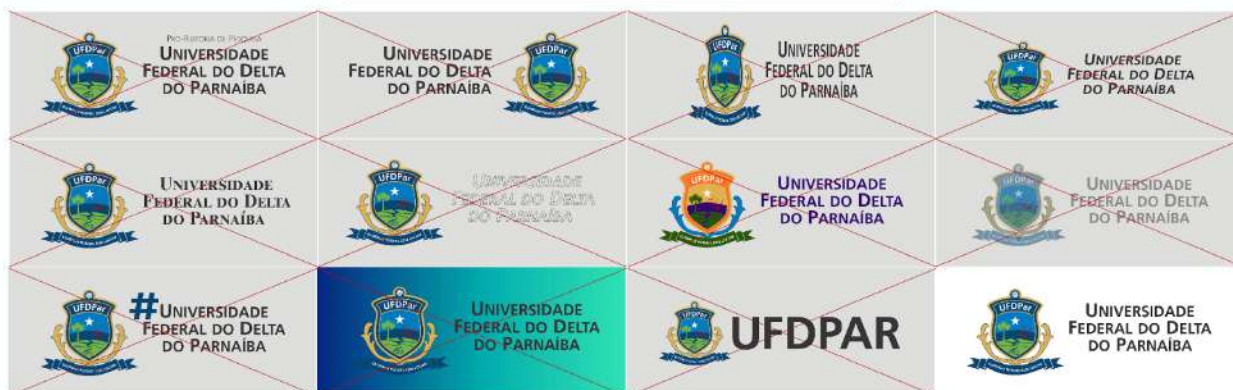 PRÓ-REITORIA DE PESQUISA
UFDPar
UNIVERSIDADE
FEDERAL DO DELTA
DO PARNAÍBA
UNIVERSIDADE
FEDERAL DO DELTA
DO PARNAÍBA
UFDPar
UFDPar
UNIVERSIDADE
FEDERAL DO DELTA
DO PARNAÍBA
UFDPar
UNIVERSIDADE
FEDERAL DO DELTA
DO PARNAÍBA
UFDPar
UNIVERSIDADE
FEDERAL DO DELTA
DO PARNAÍBA
UFDPar
UNIVERSIDADE
FEDERAL DO DELTA
DO PARNAÍBA
UFDPar
UNIVERSIDADE
FEDERAL DO DELTA
DO PARNAÍBA
UFDPar
UNIVERSIDADE
FEDERAL DO DELTA
DO PARNAÍBA
UFDPar
#UNIVERSIDADE
FEDERAL DO DELTA
DO PARNAÍBA
UFDPar
UNIVERSIDADE
FEDERAL DO DELTA
DO PARNAÍBA
UFDPar
UFDPAR
UFDPar
UNIVERSIDADE
FEDERAL DO DELTA
DO PARNAÍBA